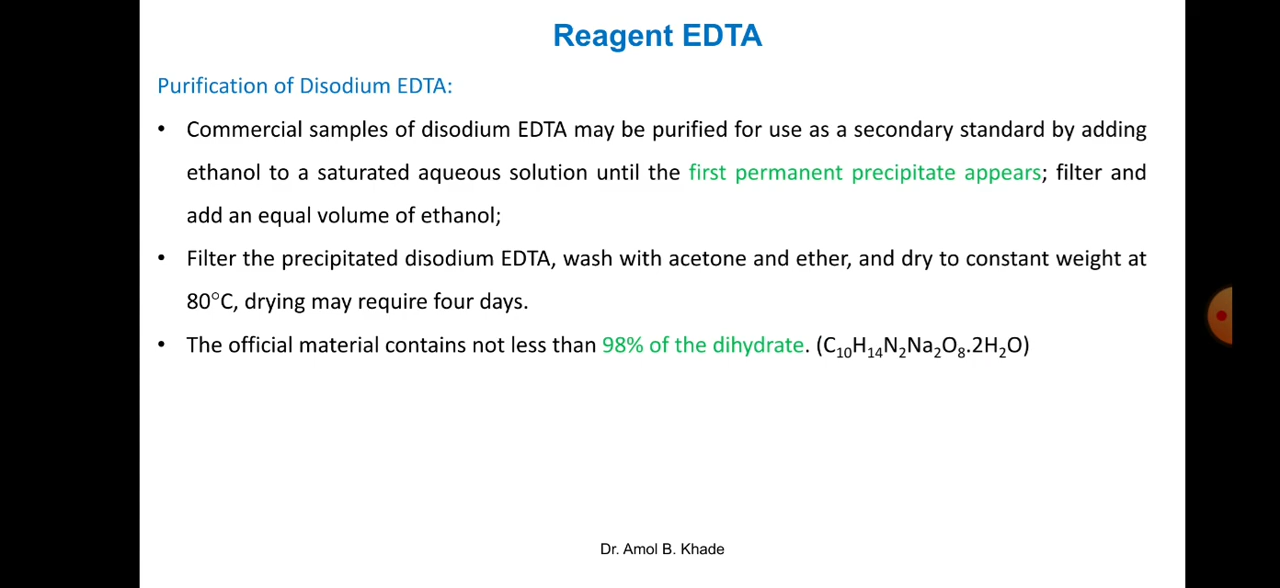 Reagent EDTA
Purification of Disodium EDTA:
• Commercial samples of disodium EDTA may be purified for use as a secondary standard by adding
ethanol to a saturated aqueous solution until the first permanent precipitate appears; filter and
add an equal volume of ethanol;
• Filter the precipitated disodium EDTA, wash with acetone and ether, and dry to constant weight at
80°C, drying may require four days.
• The official material contains not less than 98% of the dihydrate. (C₁₀H₁₄N₂Na₂O₈.2H₂O)
Dr. Amol B. Khade